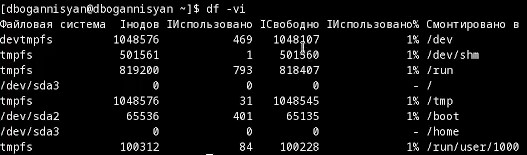 [dbogannisyan@dbogannisyan ~]$ df -vi
Файловая система Iнодов IИспользовано IСвободно IИспользовано% Смонтировано в
devtmpfs 1048576 469 1048107 1% /dev
tmpfs 501561 1 501560 1% /dev/shm
tmpfs 819200 793 818407 1% /run
/dev/sda3 0 0 0 - /
tmpfs 1048576 31 1048545 1% /tmp
/dev/sda2 65536 401 65135 1% /boot
/dev/sda3 0 0 0 - /home
tmpfs 100312 84 100228 1% /run/user/1000